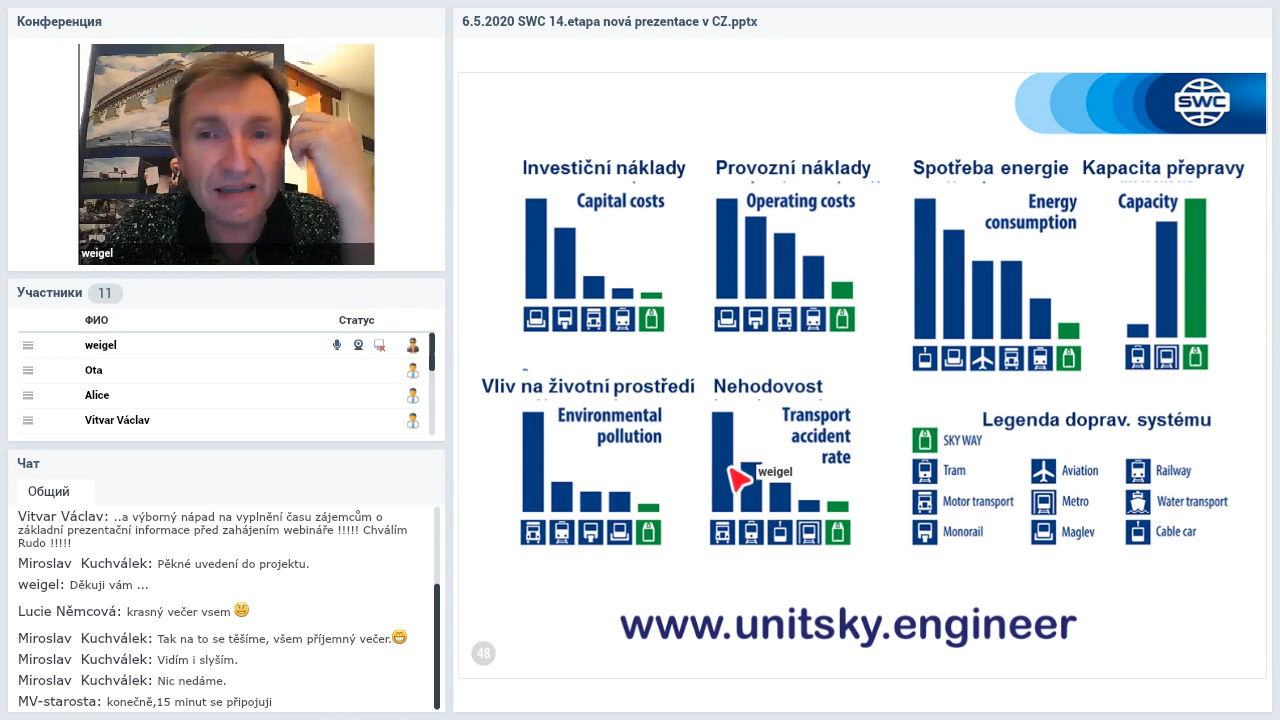 Конференция
weigel
Участники 11
ФИО Статус
weigel
Ota
Alice
Vitvar Václav
Чат
Общий
Vitvar Václav: ..a výborný nápad na vyplnění času zájemcům o
základní prezentační informace před zahájením webináře !!!!! Chválím
Rudo !!!!!
Miroslav Kuchválek: Pěkné uvedení do projektu.
weigel: Děkuji vám ...
Lucie Němcová: krasný večer vsem
Miroslav Kuchválek: Tak na to se těšíme, všem příjemný večer.
Miroslav Kuchválek: Vidím i slyším.
Miroslav Kuchválek: Nic nedáme.
MV-starosta: konečně,15 minut se připojuji
6.5.2020 SWC 14.etapa nová prezentace v CZ.pptx
SWC
Investiční náklady
Capital costs
Provozní náklady
Operating costs
Spotřeba energie
Energy
consumption
Kapacita přepravy
Capacity
Vliv na životní prostředí
Environmental
pollution
Nehodovost
Transport
accident
rate
weigel
Legenda doprav. systému
SKY WAY
Tram
Aviation
Railway
Motor transport
Metro
Water transport
Monorail
Maglev
Cable car
www.unitsky.engineer
48